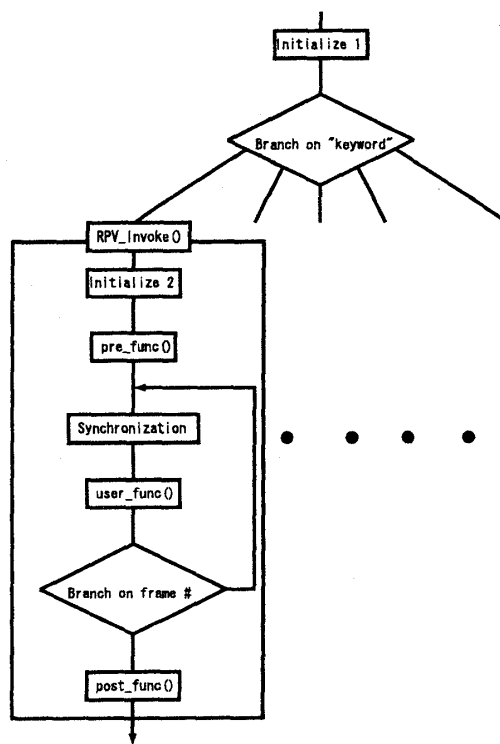 Initialize 1
Branch on "keyword"
RPV_Invoke()
Initialize 2
pre_func()
Synchronization
user_func()
Branch on frame #
post_func()